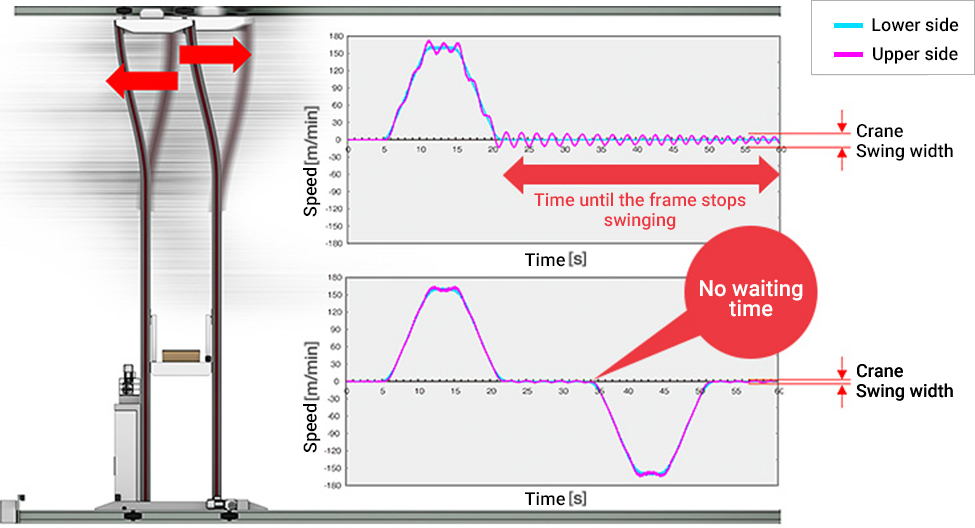 Lower side
Upper side
180
150
120
90
60
30
0
-30
-60
-90
-120
-150
-180
0 5 10 15 20 25 30 35 40 45 50 55 60
Speed[m/min]
Time[s]
Crane
Swing width
Time until the frame stops
swinging
No waiting
time
180
150
120
90
60
30
0
-30
-60
-90
-120
-150
-180
0 5 10 15 20 25 30 35 40 45 50 55 60
Speed[m/min]
Time[s]
Crane
Swing width